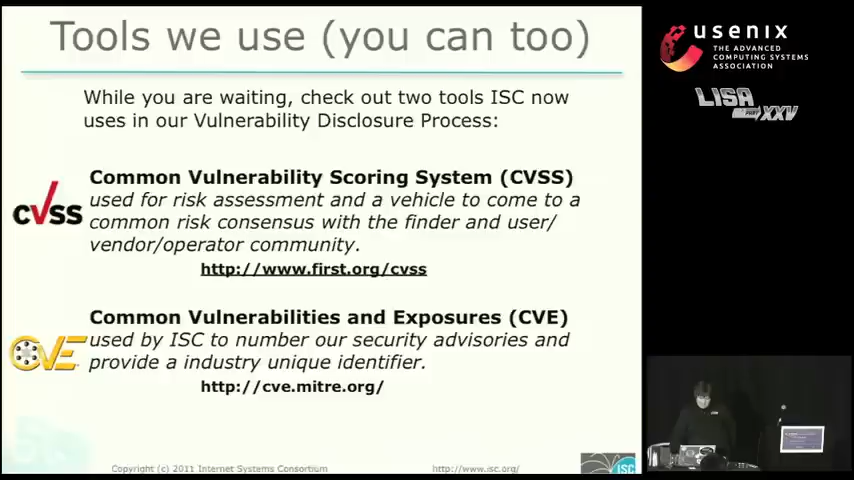 Tools we use (you can too)
While you are waiting, check out two tools ISC now
uses in our Vulnerability Disclosure Process:
Common Vulnerability Scoring System (CVSS)
used for risk assessment and a vehicle to come to a
common risk consensus with the finder and user/
vendor/operator community.
http://www.first.org/cvss
CVSS
Common Vulnerabilities and Exposures (CVE)
used by ISC to number our security advisories and
provide a industry unique identifier.
http://cve.mitre.org/
CVE
Copyright (c) 2011 Internet Systems Consortium
http://www.isc.org/
ISC
usenix
THE ADVANCED
COMPUTING SYSTEMS
ASSOCIATION
LISA
XXV